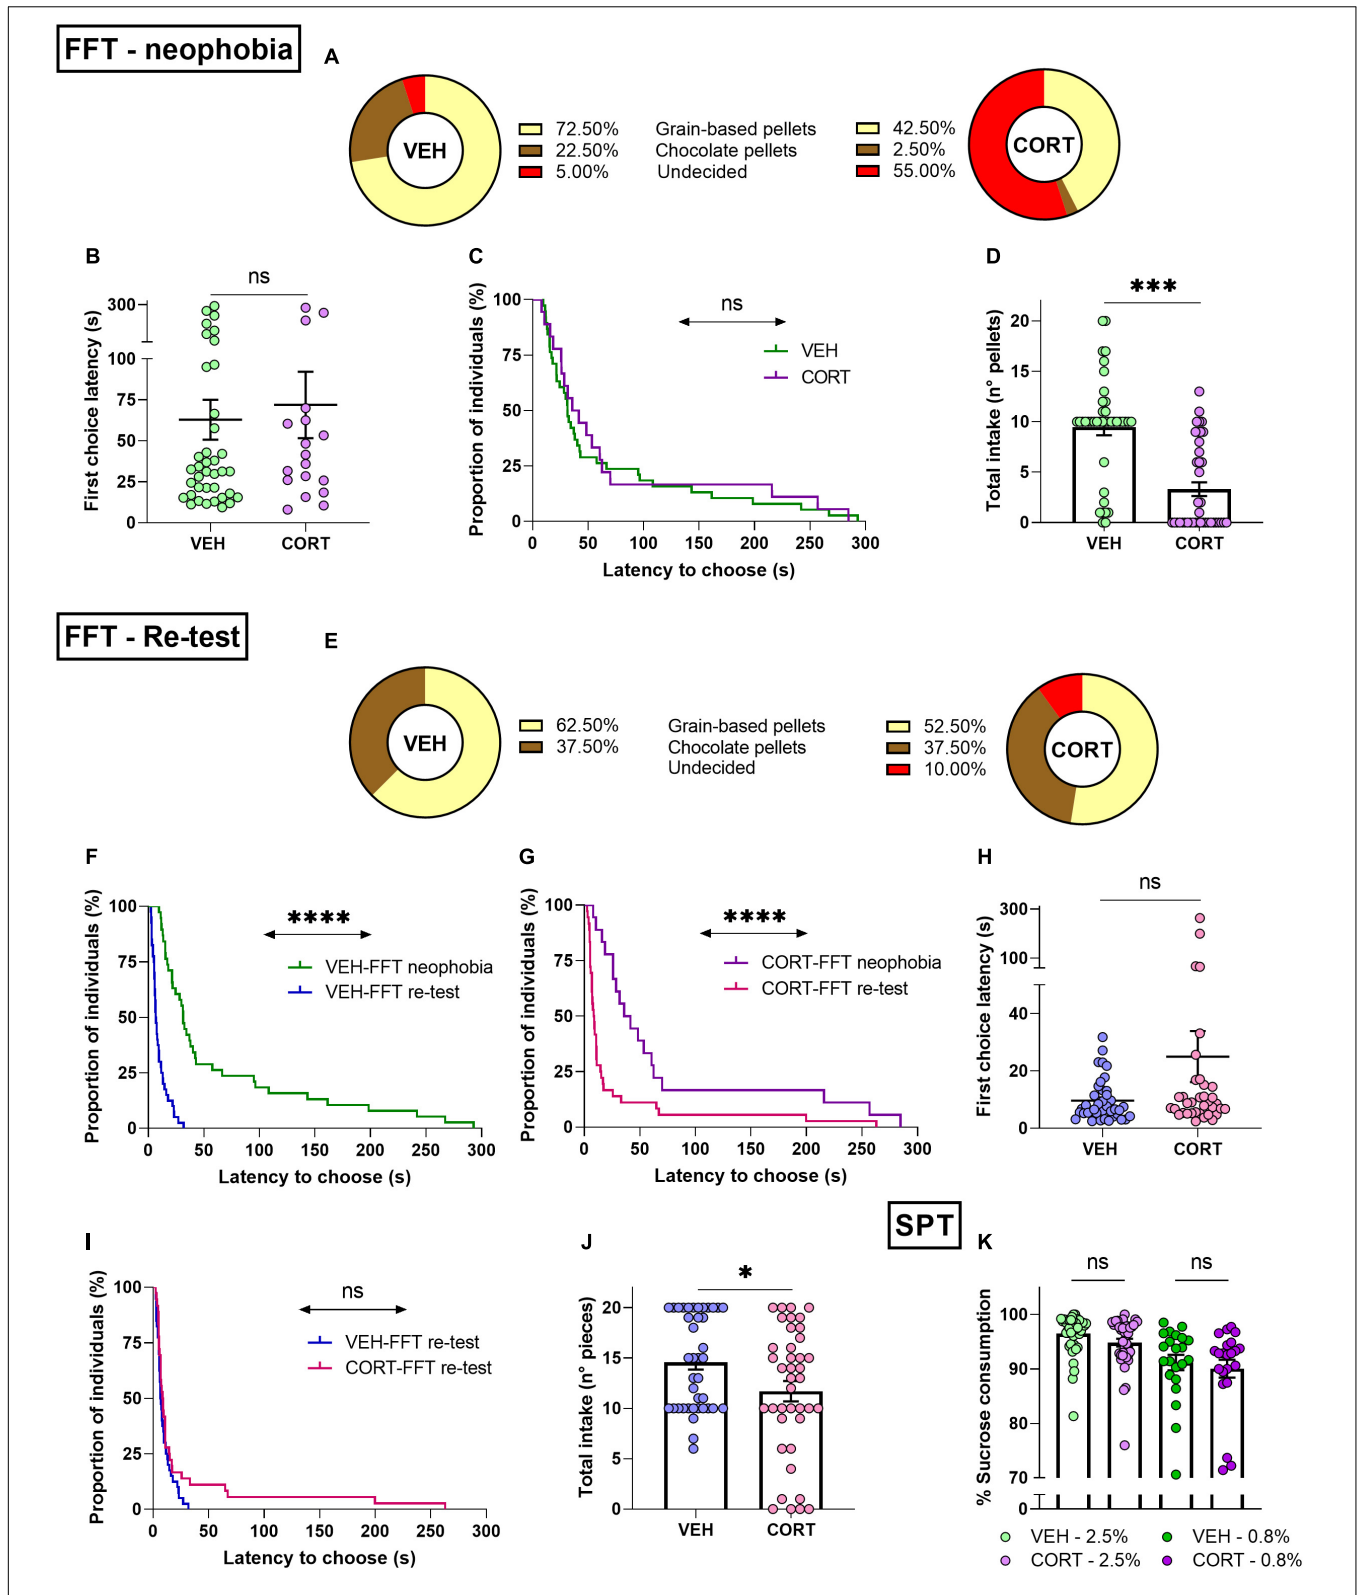 FFT - neophobia
A
VEH
72.50% Grain-based pellets 42.50%
22.50% Chocolate pellets 2.50%
5.00% Undecided 55.00%
CORT
B
ns
First choice latency (s)
300
100
75
50
25
0
VEH CORT
C
ns
Proportion of individuals (%)
100
75
50
25
0
VEH
CORT
0 50 100 150 200 250 300
Latency to choose (s)
D
***
Total intake (n° pellets)
20
15
10
5
0
VEH CORT
FFT - Re-test
E
VEH
62.50% Grain-based pellets 52.50%
37.50% Chocolate pellets 37.50%
Undecided 10.00%
CORT
F
****
Proportion of individuals (%)
100
75
50
25
0
VEH-FFT neophobia
VEH-FFT re-test
0 50 100 150 200 250 300
Latency to choose (s)
G
****
Proportion of individuals (%)
100
75
50
25
0
CORT-FFT neophobia
CORT-FFT re-test
0 50 100 150 200 250 300
Latency to choose (s)
H
ns
First choice latency (s)
300
100
40
20
0
VEH CORT
I
ns
Proportion of individuals (%)
100
75
50
25
0
VEH-FFT re-test
CORT-FFT re-test
0 50 100 150 200 250 300
Latency to choose (s)
J
*
Total intake (n° pieces)
20
15
10
5
0
VEH CORT
SPT
K
ns ns
% Sucrose consumption
100
90
80
70
0
VEH - 2.5% VEH - 0.8%
CORT - 2.5% CORT - 0.8%